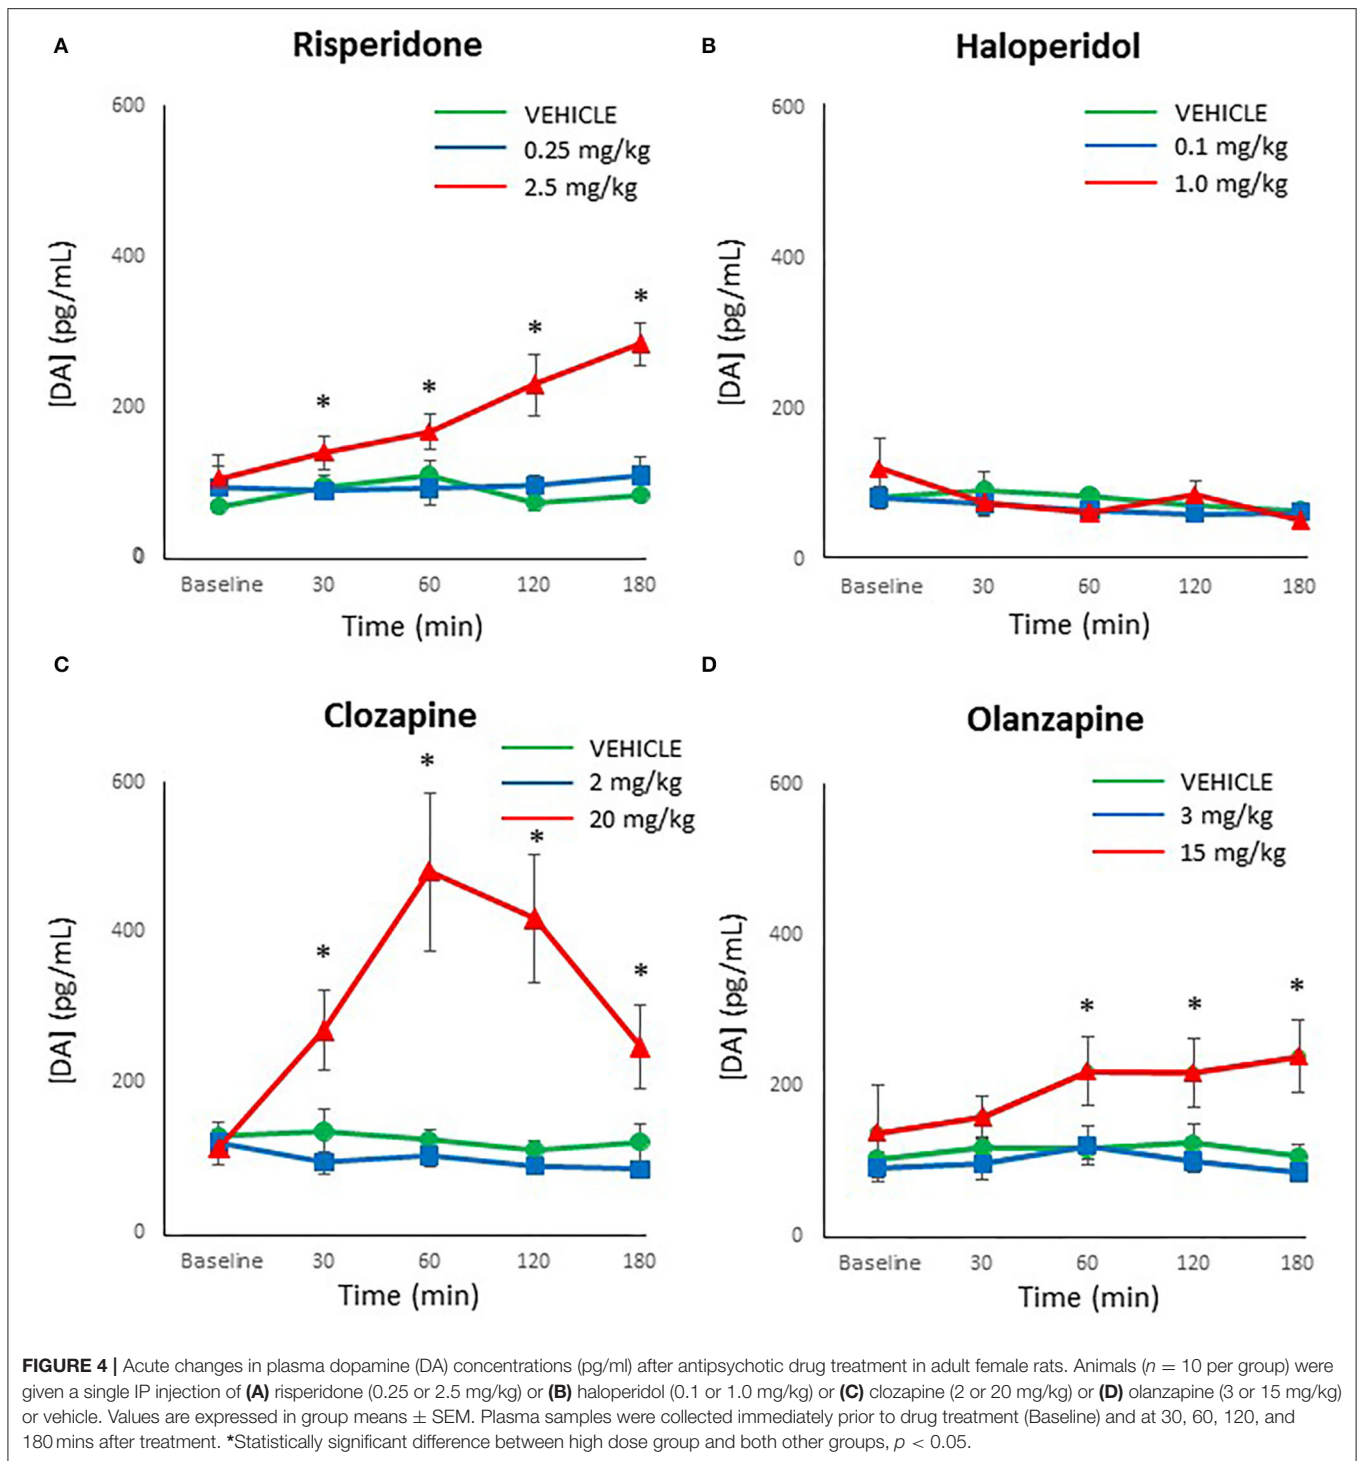 A
Risperidone
VEHICLE
0.25 mg/kg
2.5 mg/kg
600
400
200
0
[DA] (pg/mL)
*
*
*
*
Baseline 30 60 120 180
Time (min)
B
Haloperidol
VEHICLE
0.1 mg/kg
1.0 mg/kg
600
400
200
0
[DA] (pg/mL)
Baseline 30 60 120 180
Time (min)
C
Clozapine
VEHICLE
2 mg/kg
20 mg/kg
600
400
200
0
[DA] (pg/mL)
*
*
*
*
Baseline 30 60 120 180
Time (min)
D
Olanzapine
VEHICLE
3 mg/kg
15 mg/kg
600
400
200
0
[DA] (pg/mL)
*
*
*
Baseline 30 60 120 180
Time (min)
FIGURE 4 | Acute changes in plasma dopamine (DA) concentrations (pg/ml) after antipsychotic drug treatment in adult female rats. Animals (n = 10 per group) were
given a single IP injection of (A) risperidone (0.25 or 2.5 mg/kg) or (B) haloperidol (0.1 or 1.0 mg/kg) or (C) clozapine (2 or 20 mg/kg) or (D) olanzapine (3 or 15 mg/kg)
or vehicle. Values are expressed in group means ± SEM. Plasma samples were collected immediately prior to drug treatment (Baseline) and at 30, 60, 120, and
180 mins after treatment. *Statistically significant difference between high dose group and both other groups, p < 0.05.